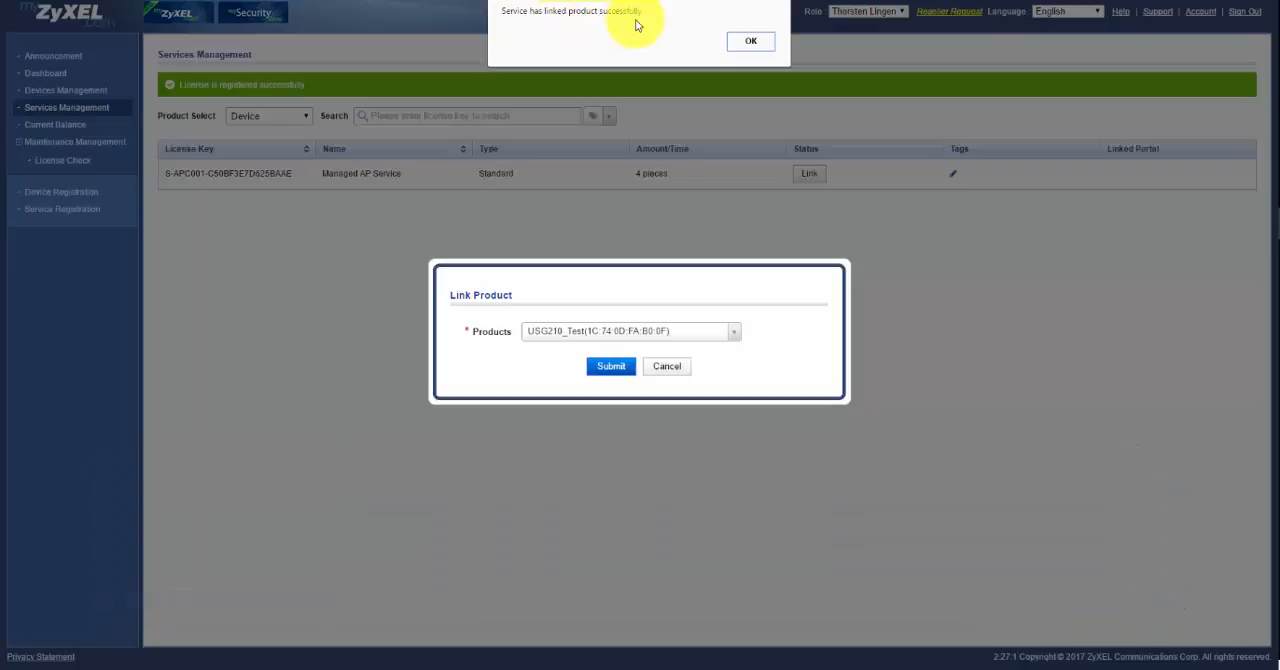 my ZyXEL .com
myZyXEL
mySecurity Zone
Service has linked product successfully
OK
Role Thorsten Lingen Reseller Request Language English Help | Support | Account | Sign Out
- Announcement
- Dashboard
- Devices Management
- Services Management
- Current Balance
Maintenance Management
- License Check
- Device Registration
- Service Registration
Services Management
License is registered successfully
Product Select Device Search Please enter license key to search
License Key Name Type Amount/Time Status Tags Linked Portal
S-APC001-C50BF3E7D625BAAE Managed AP Service Standard 4 pieces Link
Link Product
* Products USG210_Test(1C:74:0D:FA:B0:0F)
Submit Cancel
Privacy Statement
2.27.1 Copyright © 2017 ZyXEL Communications Corp. All rights reserved.